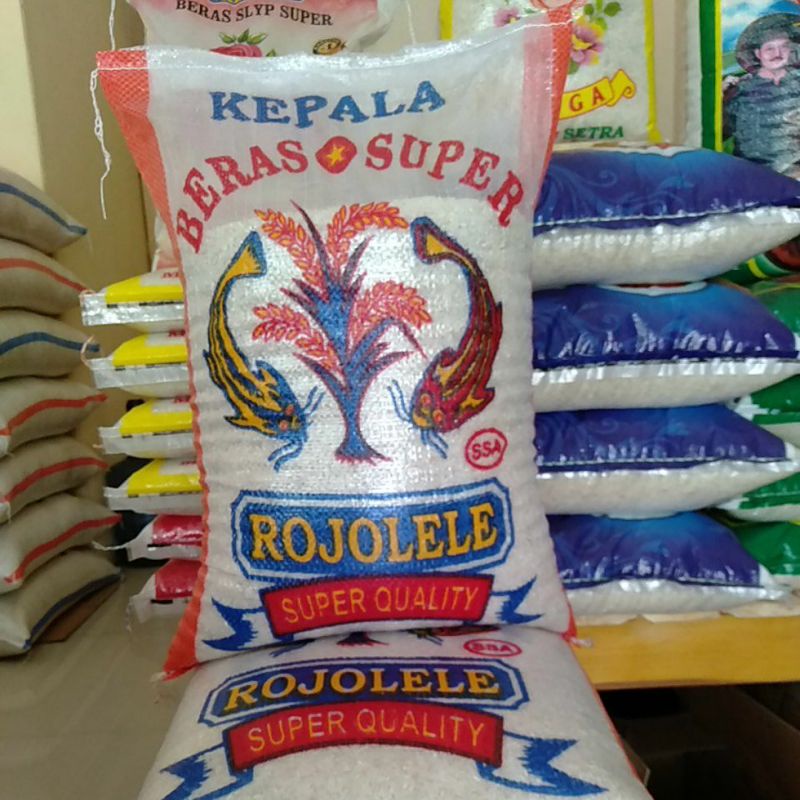 BERAS SLYP SUPER
GA
SETRA
KEPALA
BERAS SUPER
SSA
ROJOLELE
SUPER QUALITY
SSA
ROJOLELE
SUPER QUALITY